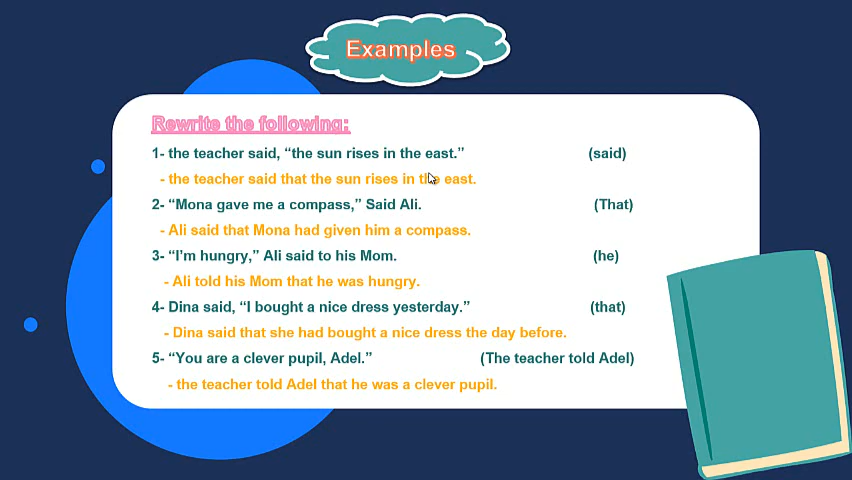 Examples
Rewrite the following:
1- the teacher said, “the sun rises in the east.” (said)
- the teacher said that the sun rises in the east.
2- “Mona gave me a compass,” Said Ali. (That)
- Ali said that Mona had given him a compass.
3- “I’m hungry,” Ali said to his Mom. (he)
- Ali told his Mom that he was hungry.
4- Dina said, “I bought a nice dress yesterday.” (that)
- Dina said that she had bought a nice dress the day before.
5- “You are a clever pupil, Adel.” (The teacher told Adel)
- the teacher told Adel that he was a clever pupil.